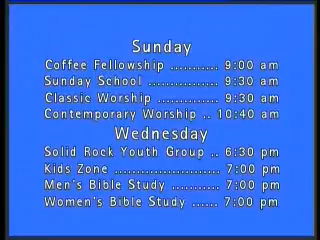 Sunday
Coffee Fellowship ........... 9:00 am
Sunday School ................ 9:30 am
Classic Worship .............. 9:30 am
Contemporary Worship .. 10:40 am
Wednesday
Solid Rock Youth Group .. 6:30 pm
Kids Zone ........................ 7:00 pm
Men's Bible Study ........... 7:00 pm
Women's Bible Study ...... 7:00 pm